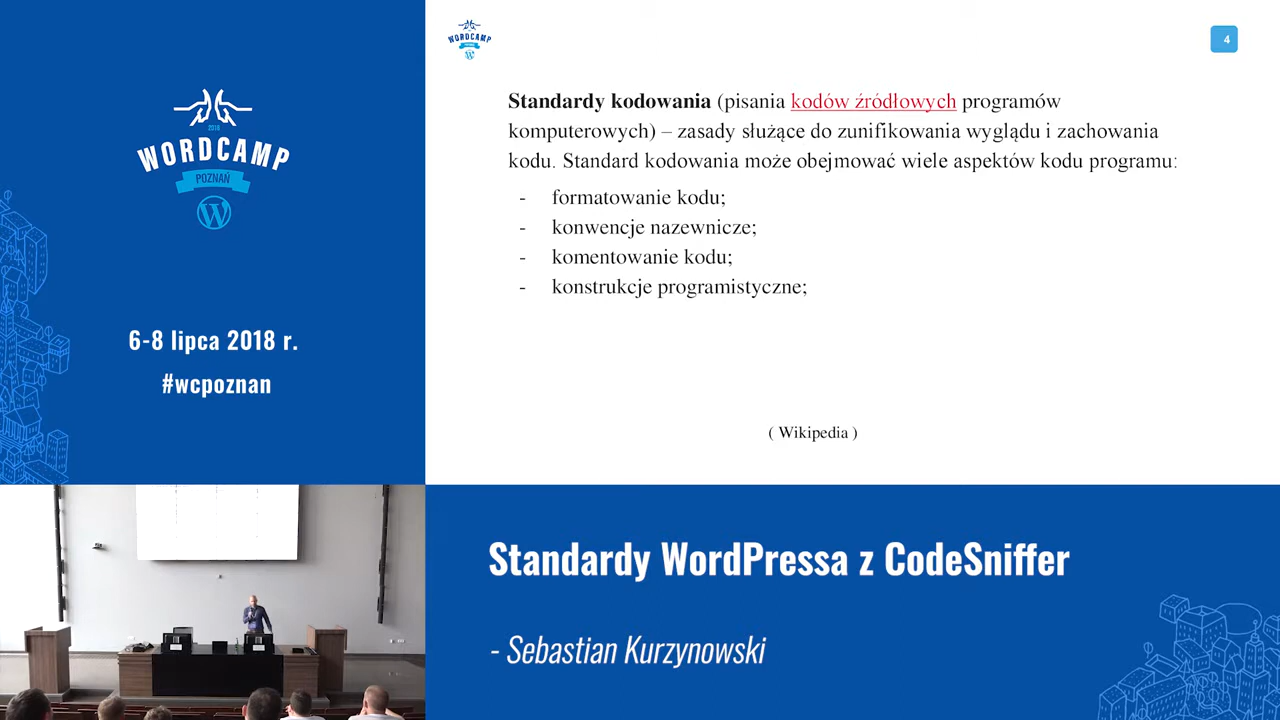 2018
WORDCAMP
POZNAŃ
6-8 lipca 2018 r.
#wcpoznan
WORDCAMP
4
Standardy kodowania (pisania kodów źródłowych programów
komputerowych) – zasady służące do zunifikowania wyglądu i zachowania
kodu. Standard kodowania może obejmować wiele aspektów kodu programu:
- formatowanie kodu;
- konwencje nazewnicze;
- komentowanie kodu;
- konstrukcje programistyczne;
( Wikipedia )
Standardy WordPressa z CodeSniffer
- Sebastian Kurzynowski